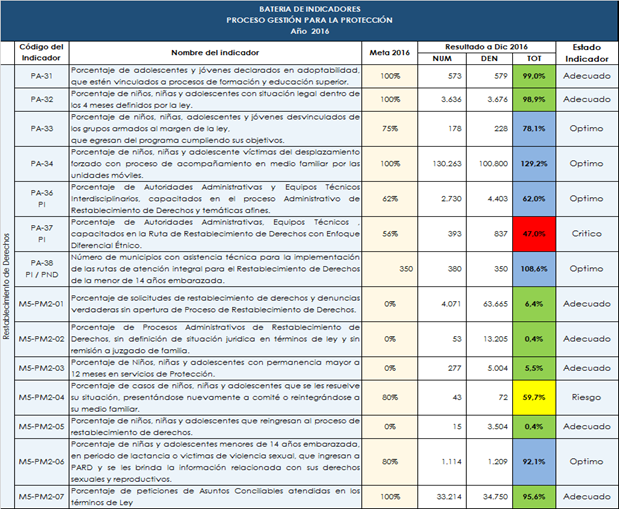 BATERIA DE INDICADORES
PROCESO GESTIÓN PARA LA PROTECCIÓN
Año 2016
Código del Indicador Nombre del indicador Meta 2016 Resultado a Dic 2016 Estado Indicador
NUM DEN TOT
Restablecimiento de Derechos
PA-31 Porcentaje de adolescentes y jóvenes declarados en adoptabilidad, 100% 573 579 99,0% Adecuado
que estén vinculados a procesos de formación y educación superior.
PA-32 Porcentaje de niños, niñas y adolescentes con situación legal dentro de 100% 3.636 3.676 98,9% Adecuado
los 4 meses definidos por la ley.
PA-33 Porcentaje de niños, niñas, adolescentes y jóvenes desvinculados de 75% 178 228 78,1% Optimo
los grupos armados al margen de la ley.
que egresan del programa cumpliendo sus objetivos.
PA-34 Porcentaje de niños, niñas y adolescente víctimas del desplazamiento 100% 130.263 100.800 129,2% Optimo
forzado con proceso de acompañamiento en medio familiar por las
unidades móviles.
PA-36 PI Porcentaje de Autoridades Administrativas y Equipos Técnicos 62% 2.730 4.403 62,0% Optimo
Interdisciplinarios, capacitados en el proceso Administrativo de
Restablecimiento de Derechos y temáticas afines.
PA-37 PI Porcentaje de Autoridades Administrativas, Equipos Técnicos , 56% 393 837 47,0% Critico
capacitados en la Ruta de Restablecimiento de Derechos con Enfoque
Diferencial Étnico.
PA-38 PI / PND Número de municipios con asistencia técnica para la implementación 350 380 350 108,6% Optimo
de las rutas de atención integral para el Restablecimiento de Derechos
de la menor de 14 años embarazada.
M5-PM2-01 Porcentaje de solicitudes de restablecimiento de derechos y denuncias 0% 4,071 63,665 6.4% Adecuado
verdaderas sin apertura de Proceso de Restablecimiento de Derechos.
M5-PM2-02 Porcentaje de Procesos Administrativos de Restablecimiento de 0% 53 13.205 0.4% Adecuado
Derechos, sin definición de situación jurídica en términos de ley y sin
remisión a juzgado de familia.
M5-PM2-03 Porcentaje de Niños, niñas y adolescentes con permanencia mayor a 0% 277 5.004 5.5% Adecuado
12 meses en servicios de Protección.
M5-PM2-04 Porcentaje de casos de niños, niñas y adolescentes que se les resuelve 80% 43 72 59,7% Riesgo
su situación, presentándose nuevamente a comité o reintegrándose a
su medio familiar.
M5-PM2-05 Porcentaje de niños, niñas y adolescentes que reingresan al proceso de 0% 15 3.504 0.4% Adecuado
restablecimiento de derechos.
M5-PM2-06 Porcentaje de niñas y adolescentes menores de 14 años embarazada, 80% 1,114 1.209 92,1% Optimo
en periodo de lactancia o victimas de violencia sexual, que ingresan a
PARD y se les brinda la información relacionada con sus derechos
sexuales y reproductivos.
M5-PM2-07 Porcentaje de peticiones de Asuntos Conciliables atendidas en los 100% 33.214 34,750 95.6% Adecuado
términos de Ley